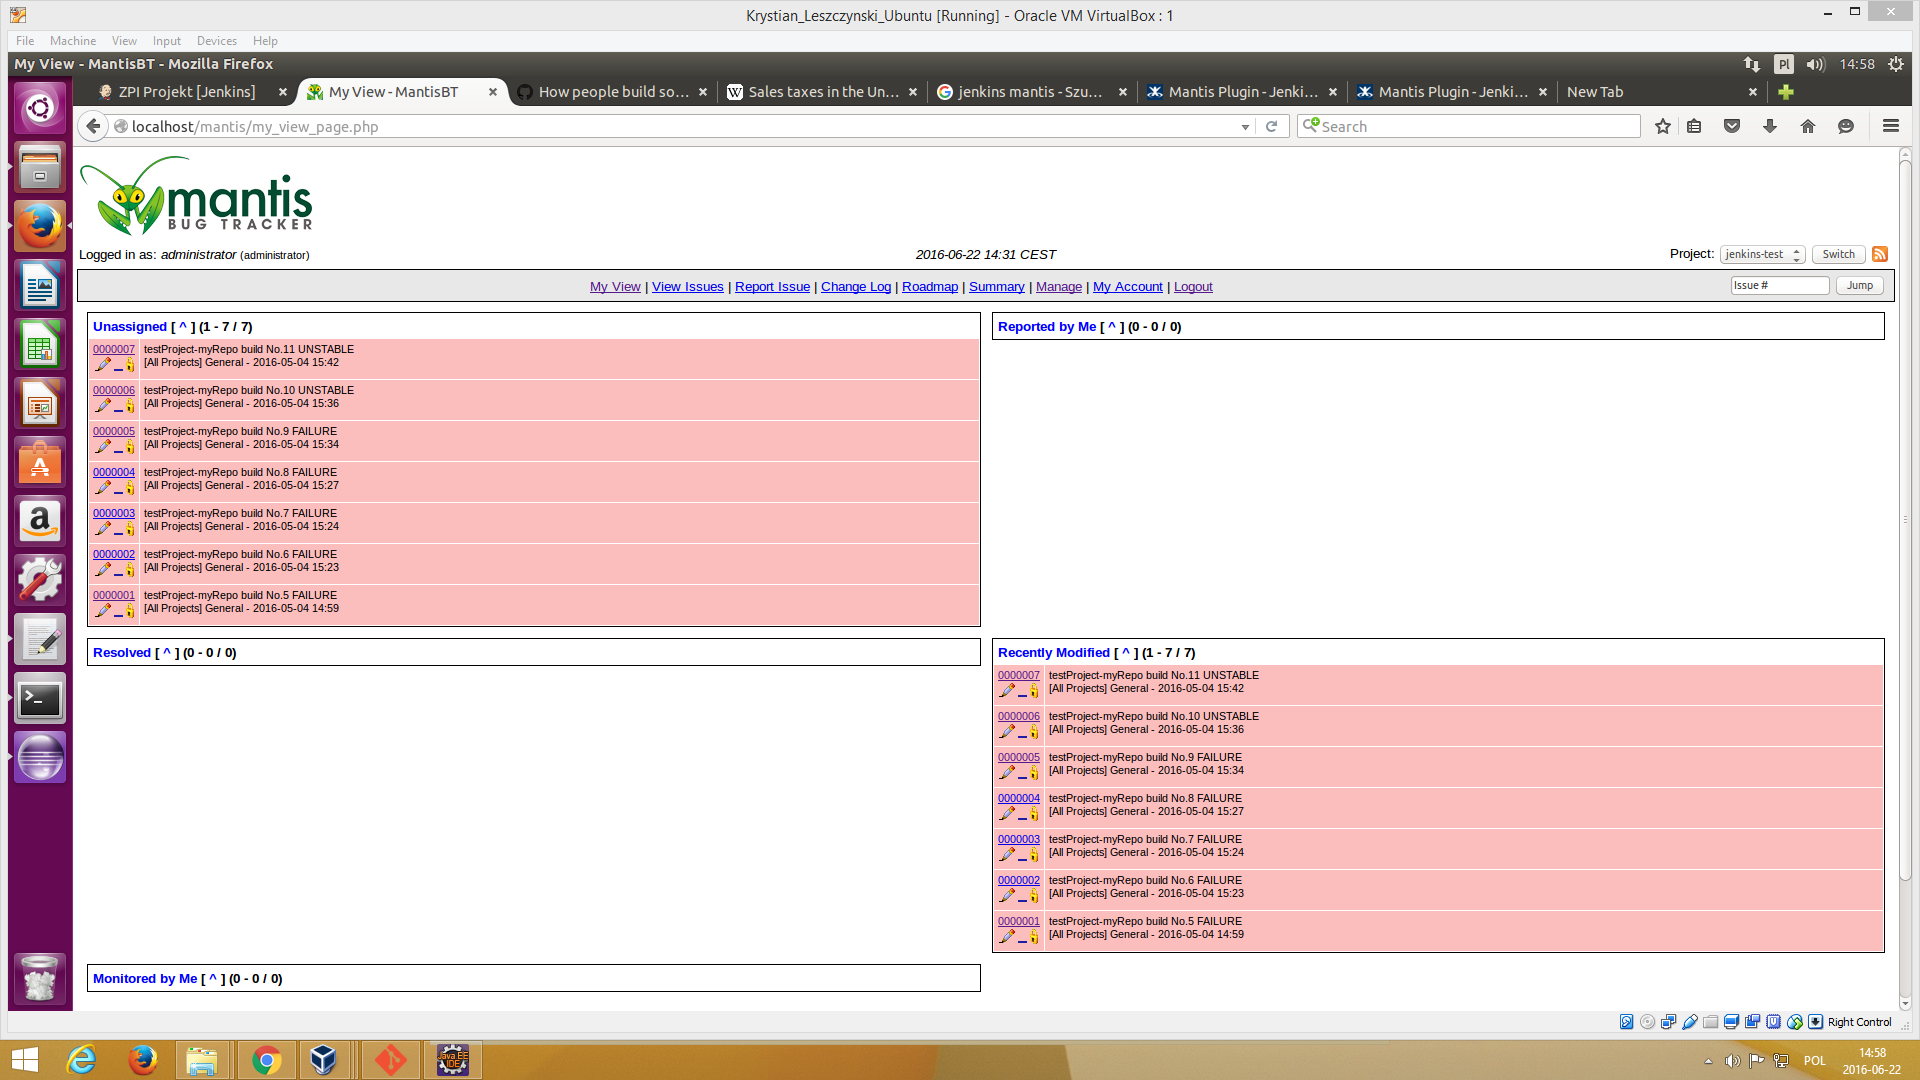 Krystian_Leszczynski_Ubuntu [Running] - Oracle VM VirtualBox : 1
File Machine View Input Devices Help
My View - MantisBT - Mozilla Firefox
Pl 14:58
ZPI Projekt [Jenkins]
My View - MantisBT
How people build so...
Sales taxes in the Un...
jenkins mantis - Szu...
Mantis Plugin - Jenki...
Mantis Plugin - Jenki...
New Tab
localhost/mantis/my_view_page.php
Search
mantis
BUG TRACKER
Logged in as: administrator (administrator)
2016-06-22 14:31 CEST
Project: jenkins-test Switch
My View | View Issues | Report Issue | Change Log | Roadmap | Summary | Manage | My Account | Logout
Issue # Jump
Unassigned [ ^ ] (1 - 7 / 7)
0000007 testProject-myRepo build No.11 UNSTABLE
[All Projects] General - 2016-05-04 15:42
0000006 testProject-myRepo build No.10 UNSTABLE
[All Projects] General - 2016-05-04 15:36
0000005 testProject-myRepo build No.9 FAILURE
[All Projects] General - 2016-05-04 15:34
0000004 testProject-myRepo build No.8 FAILURE
[All Projects] General - 2016-05-04 15:27
0000003 testProject-myRepo build No.7 FAILURE
[All Projects] General - 2016-05-04 15:24
0000002 testProject-myRepo build No.6 FAILURE
[All Projects] General - 2016-05-04 15:23
0000001 testProject-myRepo build No.5 FAILURE
[All Projects] General - 2016-05-04 14:59
Reported by Me [ ^ ] (0 - 0 / 0)
Resolved [ ^ ] (0 - 0 / 0)
Recently Modified [ ^ ] (1 - 7 / 7)
0000007 testProject-myRepo build No.11 UNSTABLE
[All Projects] General - 2016-05-04 15:42
0000006 testProject-myRepo build No.10 UNSTABLE
[All Projects] General - 2016-05-04 15:36
0000005 testProject-myRepo build No.9 FAILURE
[All Projects] General - 2016-05-04 15:34
0000004 testProject-myRepo build No.8 FAILURE
[All Projects] General - 2016-05-04 15:27
0000003 testProject-myRepo build No.7 FAILURE
[All Projects] General - 2016-05-04 15:24
0000002 testProject-myRepo build No.6 FAILURE
[All Projects] General - 2016-05-04 15:23
0000001 testProject-myRepo build No.5 FAILURE
[All Projects] General - 2016-05-04 14:59
Monitored by Me [ ^ ] (0 - 0 / 0)
Right Control
Java EE
IDE
POL
14:58
2016-06-22